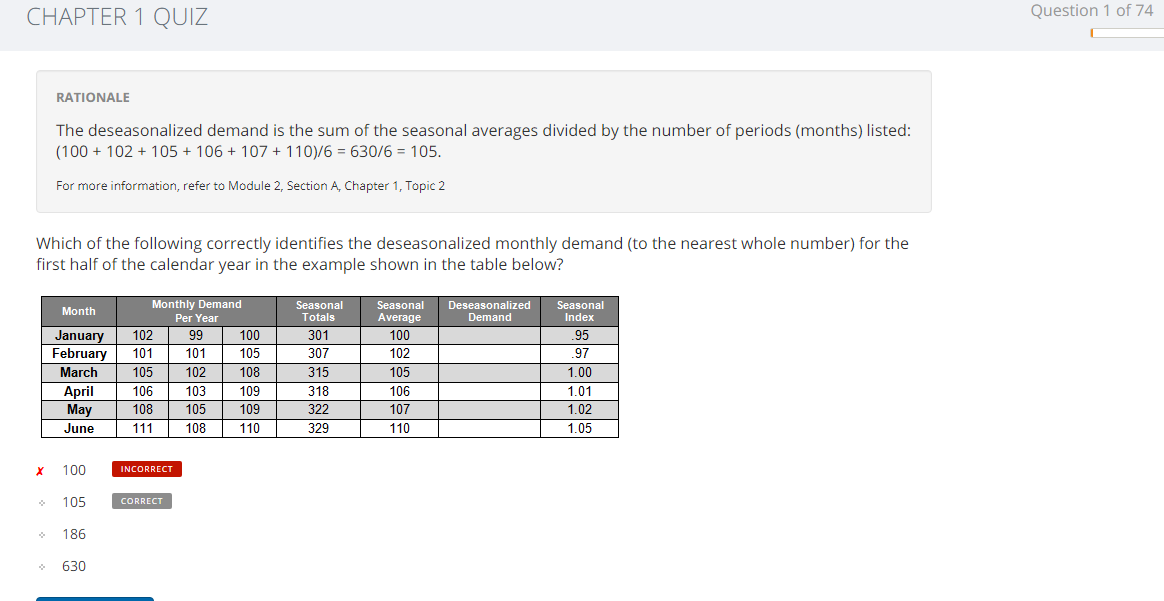 CHAPTER 1 QUIZ
Question 1 of 74
RATIONALE
The deseasonalized demand is the sum of the seasonal averages divided by the number of periods (months) listed:
(100 + 102 + 105 + 106 + 107 + 110)/6 = 630/6 = 105.
For more information, refer to Module 2, Section A, Chapter 1, Topic 2
Which of the following correctly identifies the deseasonalized monthly demand (to the nearest whole number) for the
first half of the calendar year in the example shown in the table below?
Month Monthly Demand Per Year Seasonal Totals Seasonal Average Deseasonalized Demand Seasonal Index
January 102 99 100 301 100 .95
February 101 101 105 307 102 .97
March 105 102 108 315 105 1.00
April 106 103 109 318 106 1.01
May 108 105 109 322 107 1.02
June 111 108 110 329 110 1.05
✗ 100 INCORRECT
105 CORRECT
186
630